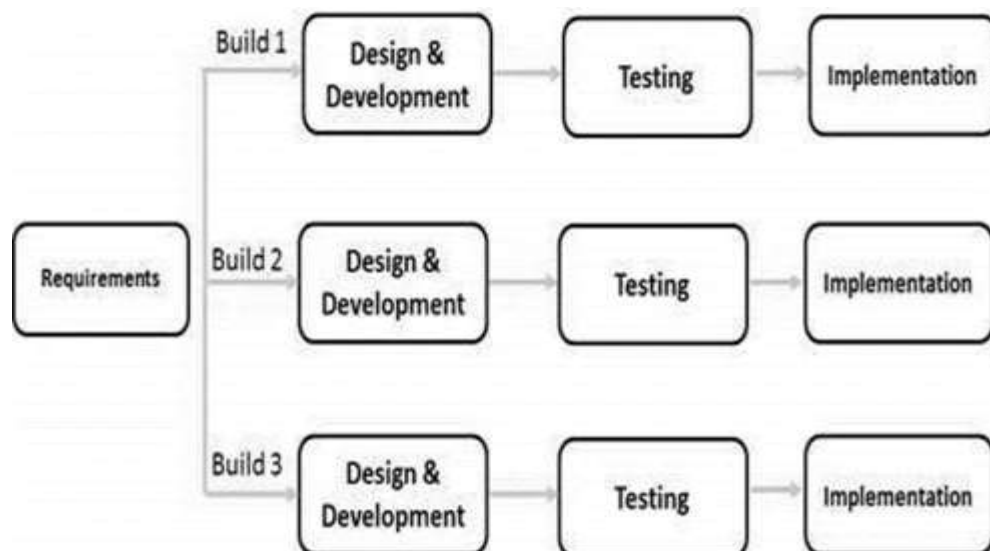 Build 1
Design &
Development
Testing
Implementation
Requirements
Build 2
Design &
Development
Testing
Implementation
Build 3
Design &
Development
Testing
Implementation